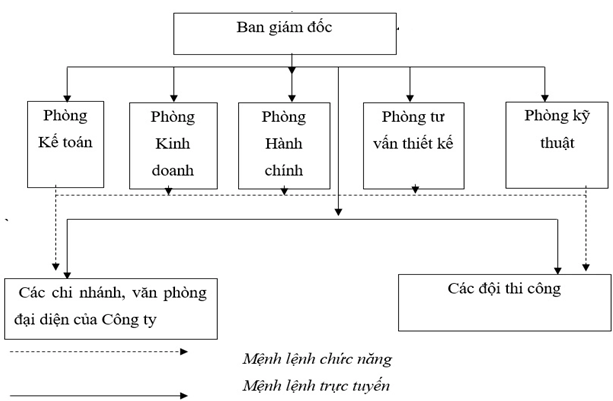 Ban giám đốc
Phòng
Kế toán
Phòng
Kinh
doanh
Phòng
Hành
chính
Phòng tư
vấn thiết kế
Phòng kỹ
thuật
Các chi nhánh, văn phòng
đại diện của Công ty
Các đội thi công
Mệnh lệnh chức năng
Mệnh lệnh trực tuyến